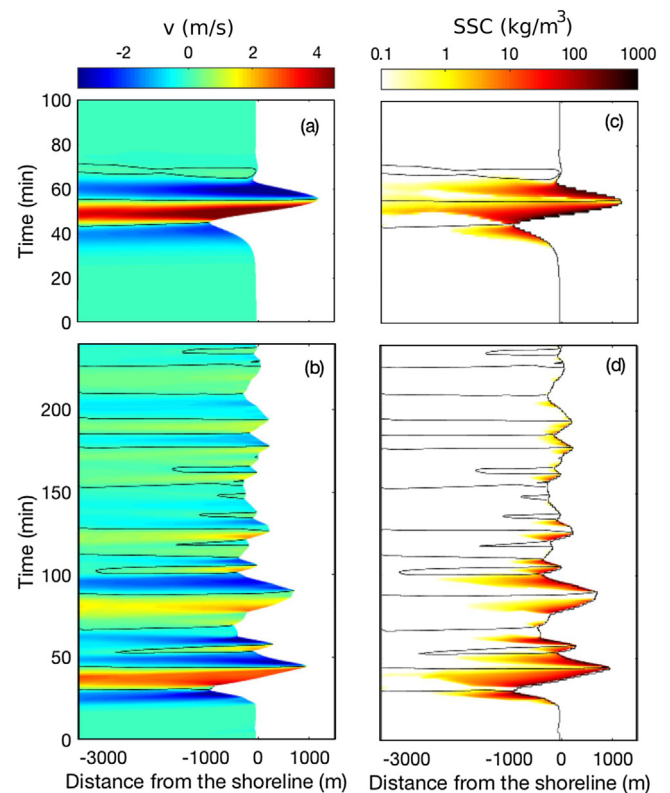 v (m/s)
SSC (kg/m³)
-2 0 2 4
0.1 1 10 100 1000
100
80
60
40
20
0
Time (min)
(a)
(c)
200
150
100
50
0
Time (min)
(b)
(d)
-3000 -1000 0 1000
-3000 -1000 0 1000
Distance from the shoreline (m)
Distance from the shoreline (m)